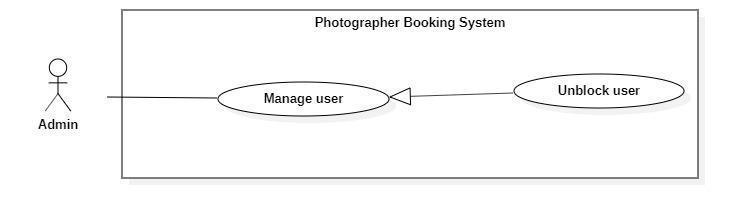 Photographer Booking System
Manage user
Unblock user
Admin